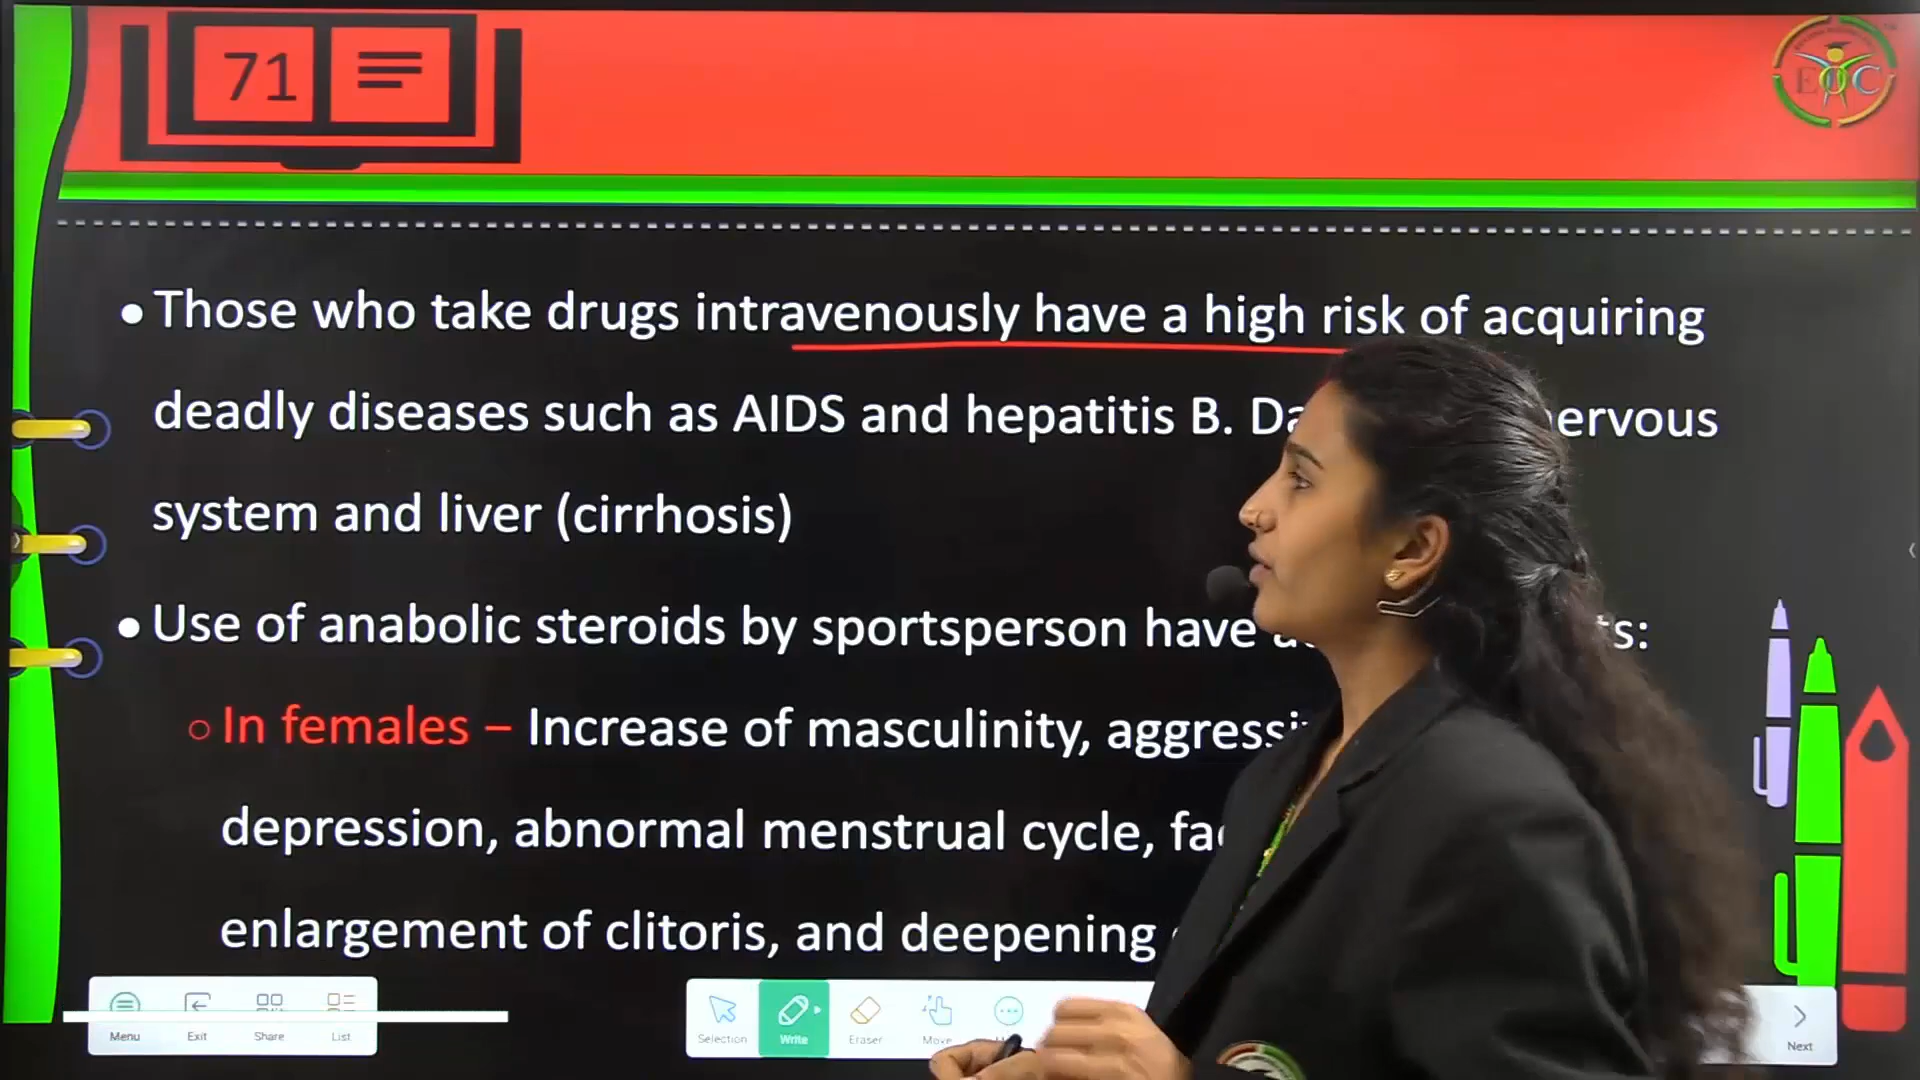 71
EOC
• Those who take drugs intravenously have a high risk of acquiring
deadly diseases such as AIDS and hepatitis B. ervous
system and liver (cirrhosis)
• Use of anabolic steroids by sportsperson have
○ In females – Increase of masculinity,
depression, abnormal menstrual cycle,
enlargement of clitoris, and deepening
Menu Exit Share List Selection Write Eraser Move Next